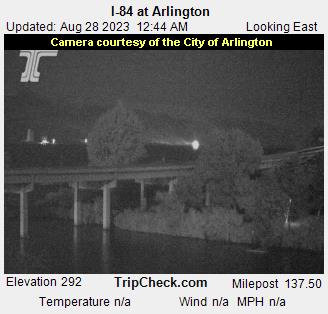 I-84 at Arlington
Updated: Aug 28 2023 12:44 AM Looking East
Camera courtesy of the City of Arlington
Elevation 292 TripCheck.com Milepost 137.50
Temperature n/a Wind n/a MPH n/a